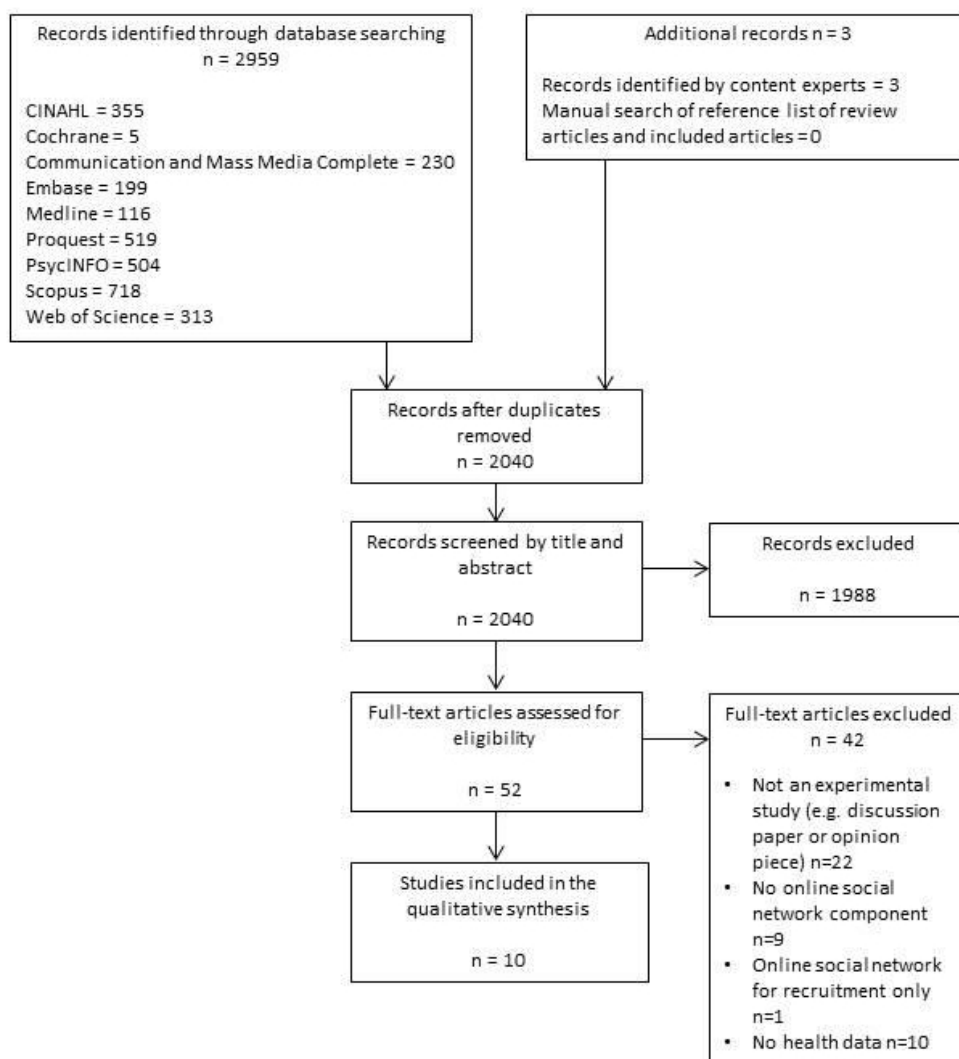 Records identified through database searching
n = 2959
CINAHL = 355
Cochrane = 5
Communication and Mass Media Complete = 230
Embase = 199
Medline = 116
Proquest = 519
PsycINFO = 504
Scopus = 718
Web of Science = 313
Additional records n = 3
Records identified by content experts = 3
Manual search of reference list of review
articles and included articles =0
Records after duplicates
removed
n = 2040
Records screened by title and
abstract
n = 2040
Records excluded
n = 1988
Full-text articles assessed for
eligibility
n = 52
Full-text articles excluded
n = 42
• Not an experimental
study (e.g. discussion
paper or opinion
piece) n=22
• No online social
network component
n=9
• Online social network
for recruitment only
n=1
• No health data n=10
Studies included in the
qualitative synthesis
n = 10